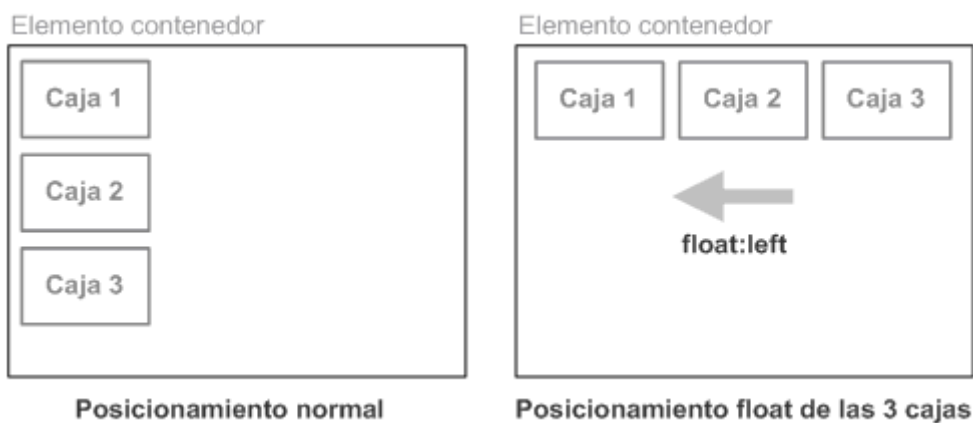 Elemento contenedor
Caja 1
Caja 2
Caja 3
Posicionamiento normal
Elemento contenedor
Caja 1 Caja 2 Caja 3
float:left
Posicionamiento float de las 3 cajas